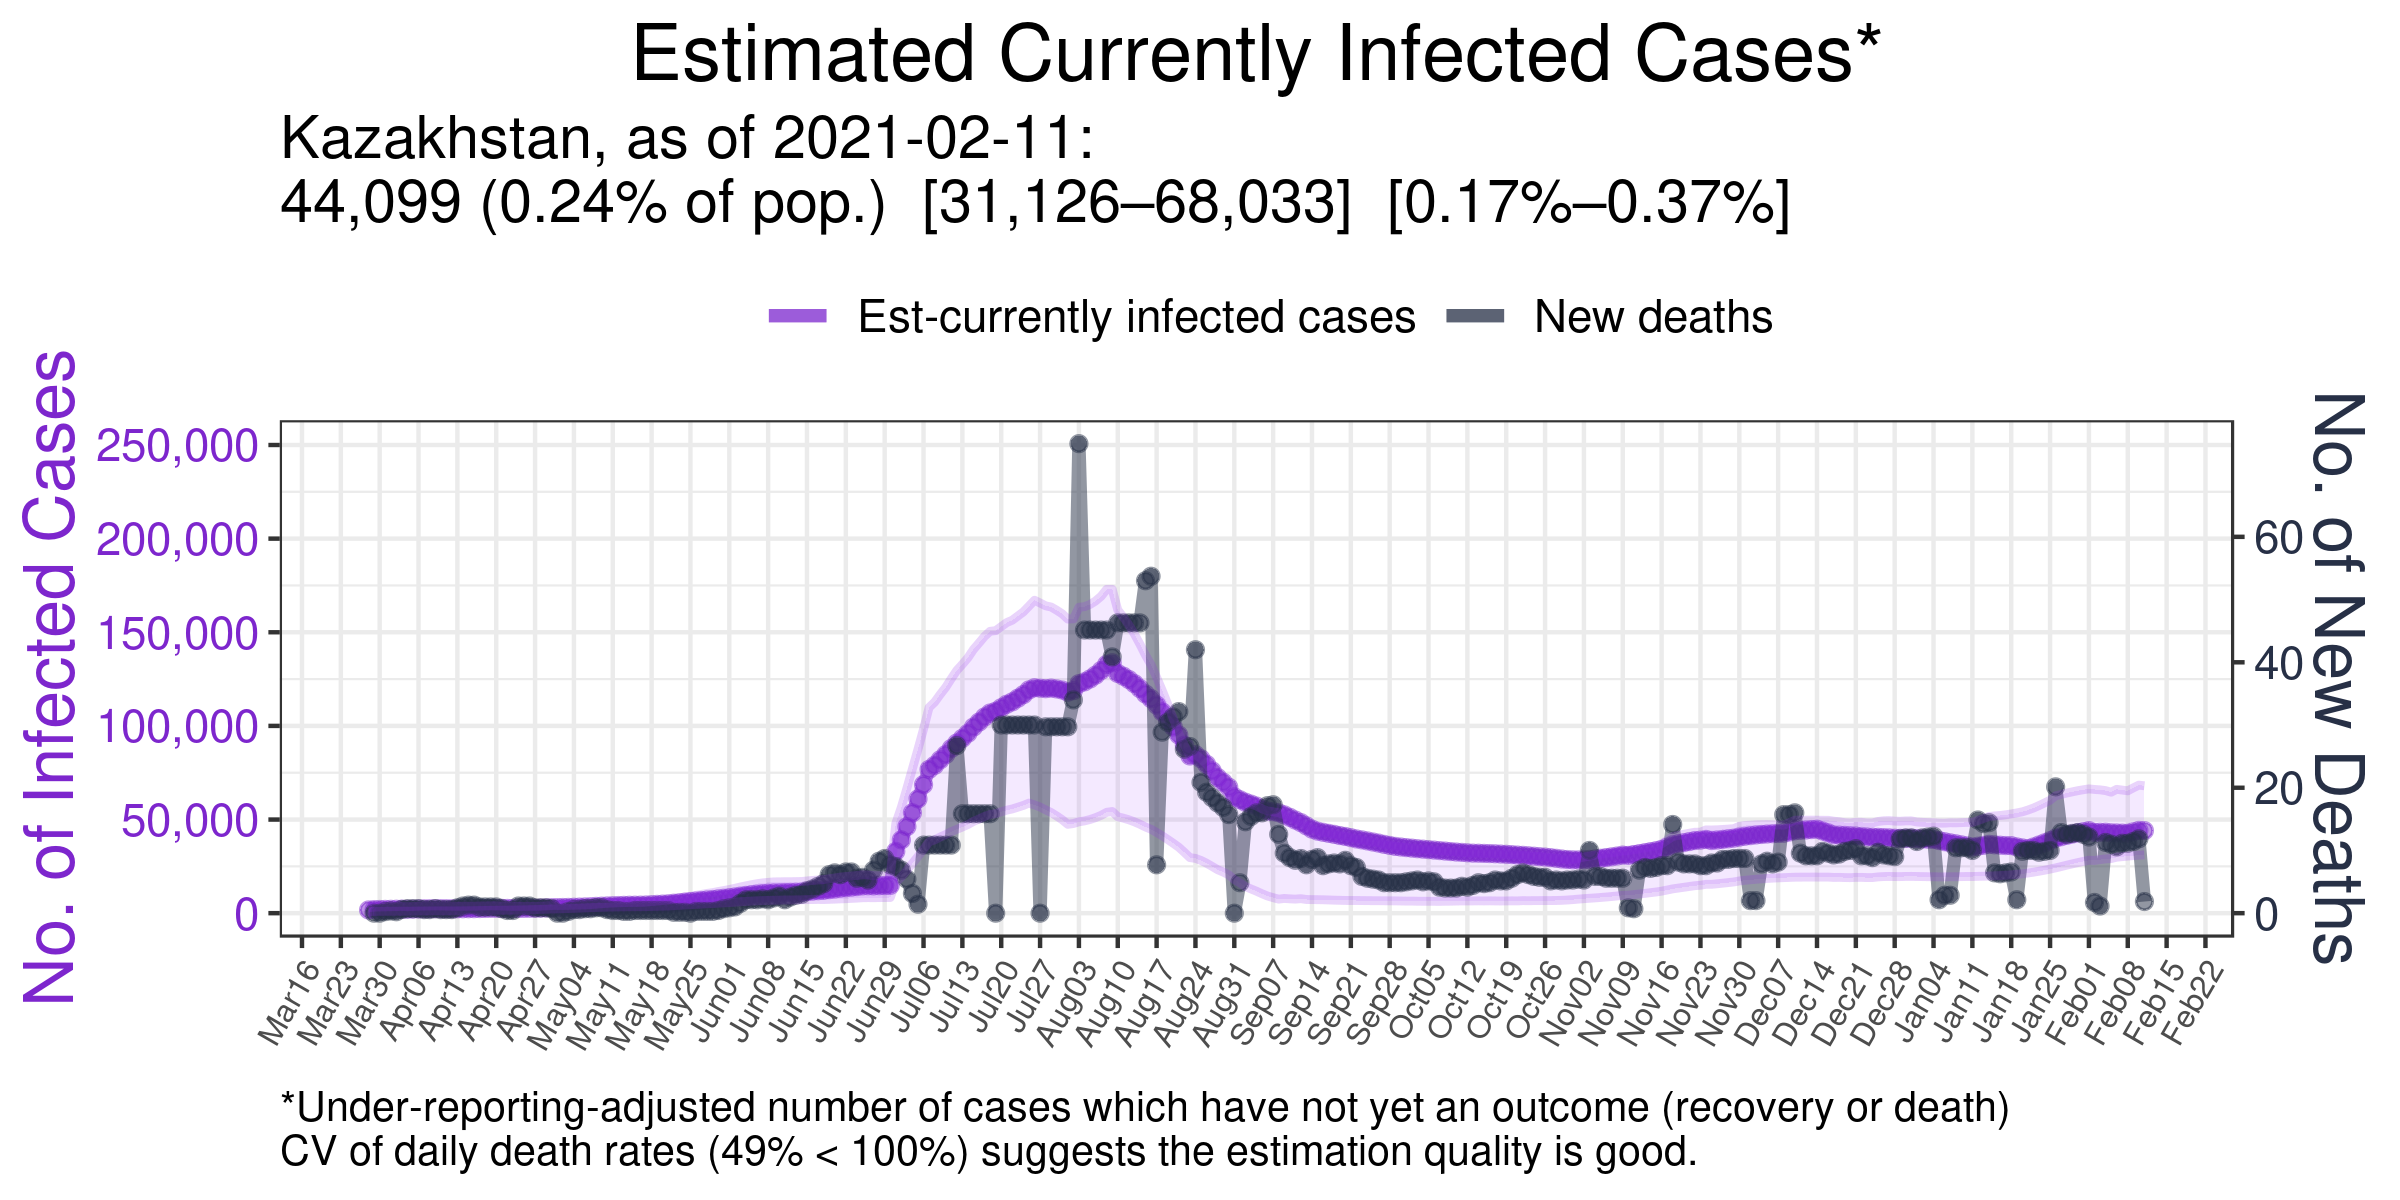 Estimated Currently Infected Cases*
Kazakhstan, as of 2021-02-11:
44,099 (0.24% of pop.)  [31,126–68,033]  [0.17%–0.37%]
Est-currently infected cases
New deaths
No. of Infected Cases
250,000
200,000
150,000
100,000
50,000
0
No. of New Deaths
60
40
20
0
Mar16
Mar23
Mar30
Apr06
Apr13
Apr20
Apr27
May04
May11
May18
May25
Jun01
Jun08
Jun15
Jun22
Jun29
Jul06
Jul13
Jul20
Jul27
Aug03
Aug10
Aug17
Aug24
Aug31
Sep07
Sep14
Sep21
Sep28
Oct05
Oct12
Oct19
Oct26
Nov02
Nov09
Nov16
Nov23
Nov30
Dec07
Dec14
Dec21
Dec28
Jan04
Jan11
Jan18
Jan25
Feb01
Feb08
Feb15
Feb22
*Under-reporting-adjusted number of cases which have not yet an outcome (recovery or death)
CV of daily death rates (49% < 100%) suggests the estimation quality is good.